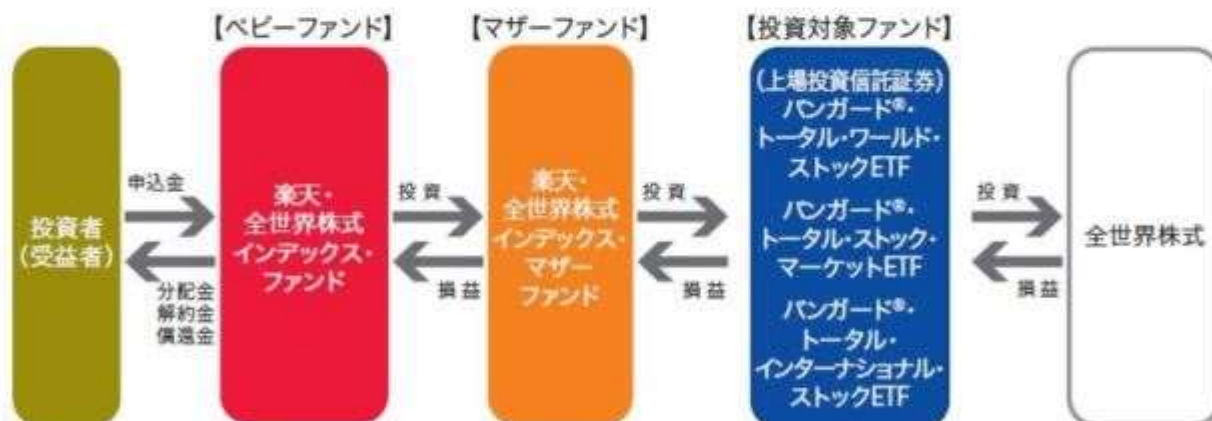 【ベビーファンド】
【マザーファンド】
【投資対象ファンド】
投資者
(受益者)
申込金
分配金
解約金
償還金
楽天・
全世界株式
インデックス・
ファンド
投資
損益
楽天・
全世界株式
インデックス・
マザー
ファンド
投資
損益
(上場投資信託証券)
バンガード®・
トータル・ワールド・
ストックETF
バンガード®・
トータル・ストック・
マーケットETF
バンガード®・
トータル・
インターナショナル・
ストックETF
投資
損益
全世界株式